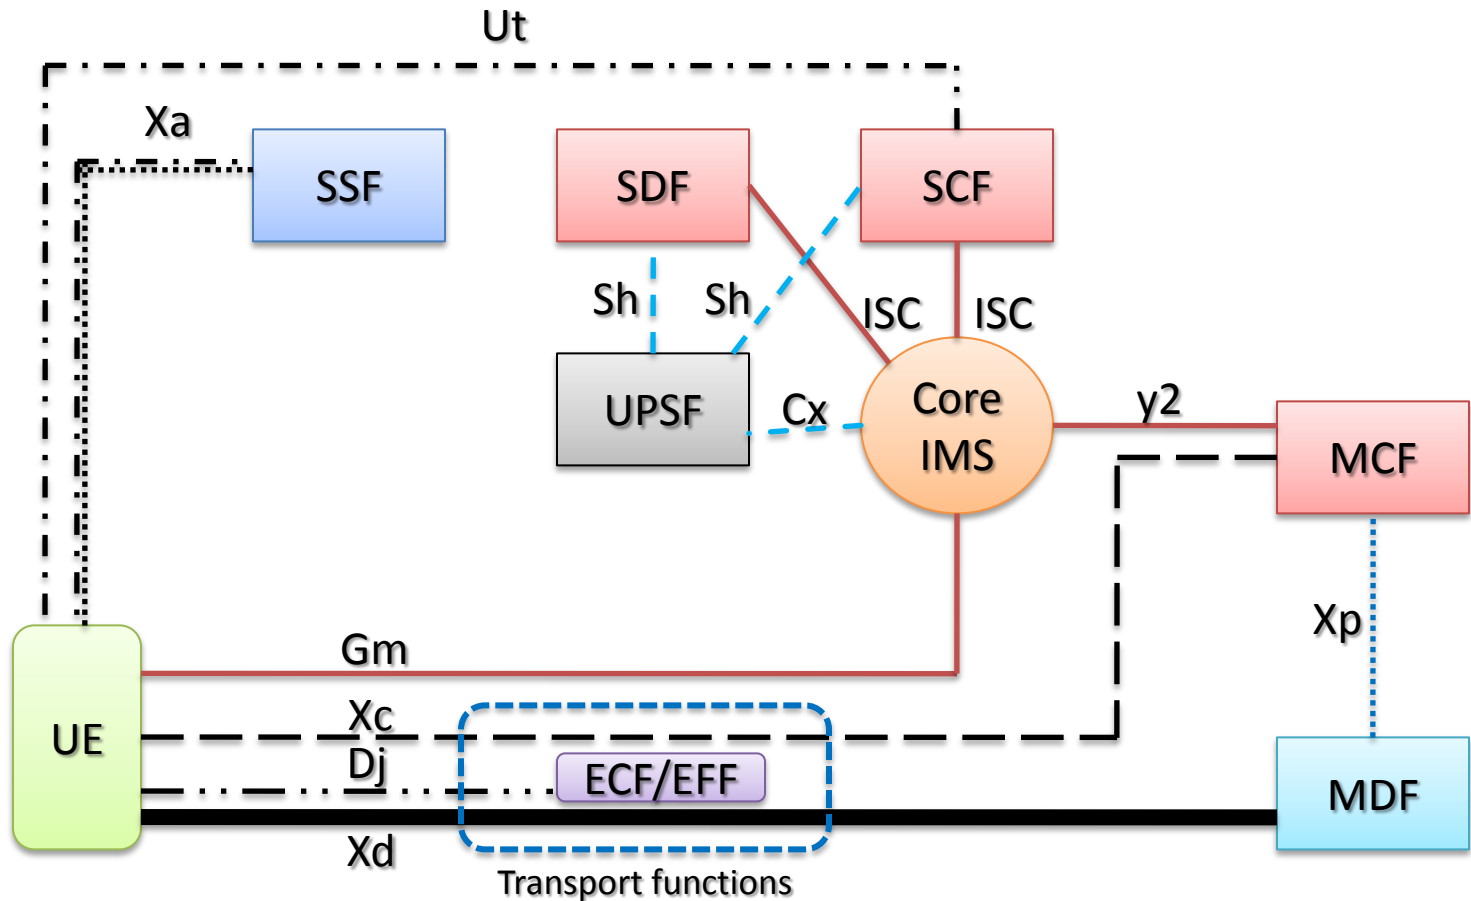 Ut
Xa
SSF
SDF
SCF
Sh
Sh
ISC
ISC
UPSF
Cx
Core
IMS
y2
MCF
Xp
Gm
UE
Xc
Dj
ECF/EFF
MDF
Xd
Transport functions